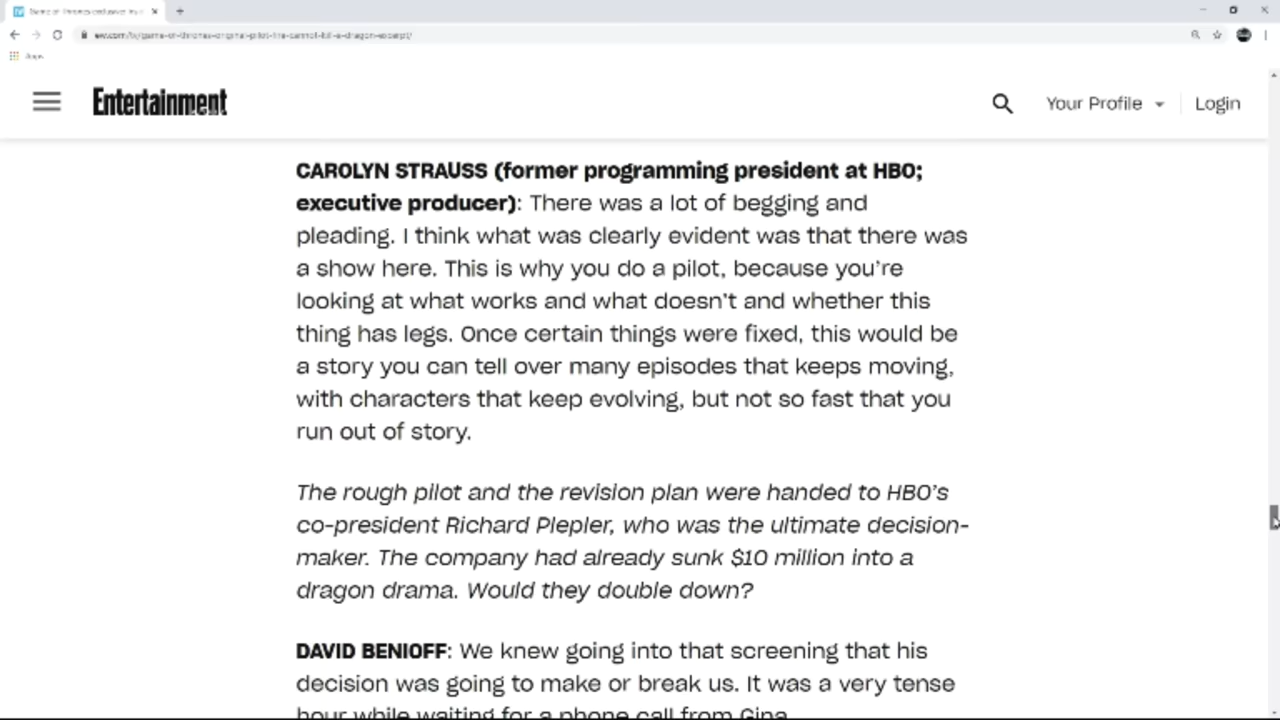 Apps
Entertainment
Your Profile
Login
CAROLYN STRAUSS (former programming president at HBO;
executive producer): There was a lot of begging and
pleading. I think what was clearly evident was that there was
a show here. This is why you do a pilot, because you're
looking at what works and what doesn't and whether this
thing has legs. Once certain things were fixed, this would be
a story you can tell over many episodes that keeps moving,
with characters that keep evolving, but not so fast that you
run out of story.
The rough pilot and the revision plan were handed to HBO's
co-president Richard Plepler, who was the ultimate decision-
maker. The company had already sunk $10 million into a
dragon drama. Would they double down?
DAVID BENIOFF: We knew going into that screening that his
decision was going to make or break us. It was a very tense
hour while waiting for a phone call from Gina